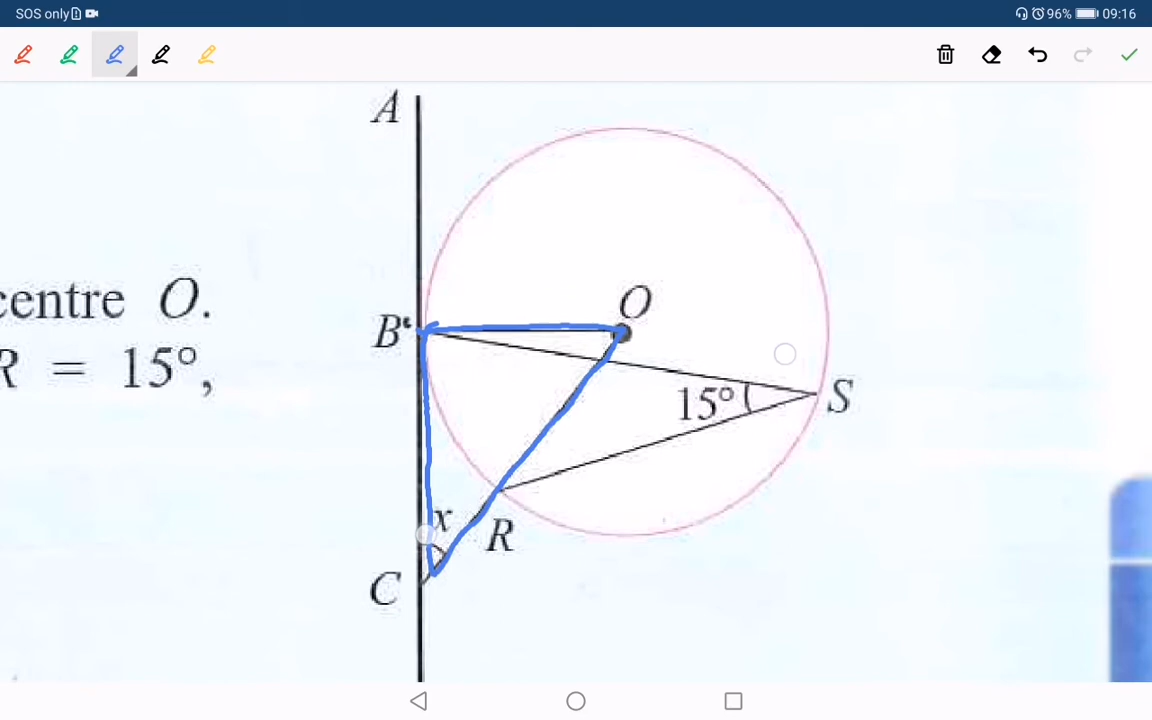 SOS only
96%
09:16
A
centre O.
O
B
R = 15°,
15°
S
x
R
C